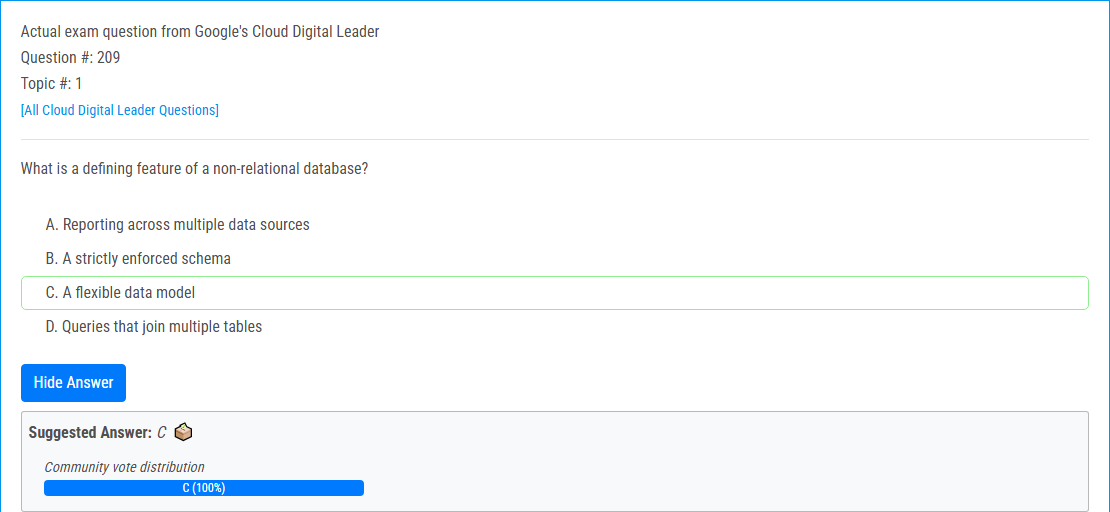 Actual exam question from Google's Cloud Digital Leader
Question #: 209
Topic #: 1
[All Cloud Digital Leader Questions]
What is a defining feature of a non-relational database?
A. Reporting across multiple data sources
B. A strictly enforced schema
C. A flexible data model
D. Queries that join multiple tables
Hide Answer
Suggested Answer: C
Community vote distribution
C (100%)